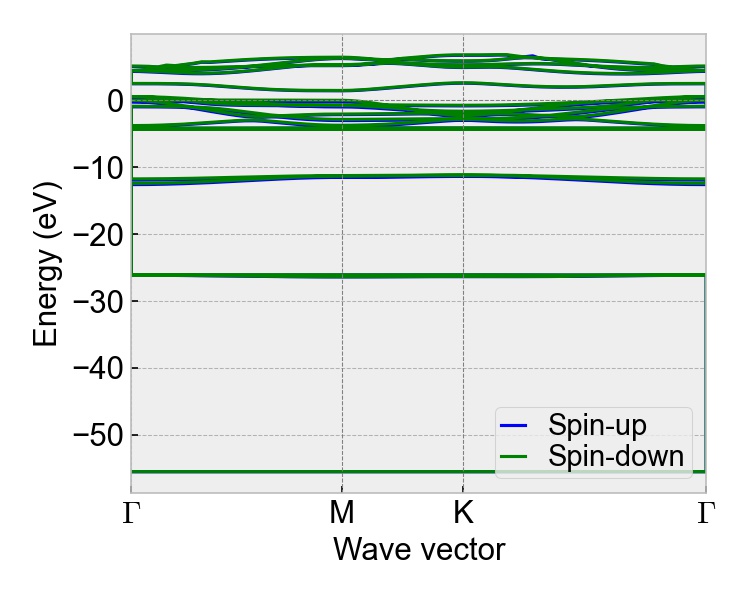 0
−10
−20
−30
−40
−50
Energy (eV)
Spin-up
Spin-down
Γ M K Γ
Wave vector